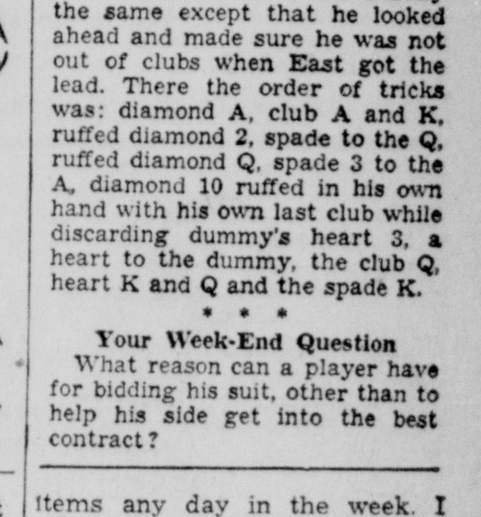 the same except that he looked
ahead and made sure he was not
out of clubs when East got the
lead. There the order of tricks
was: diamond A, club A and K,
ruffed diamond 2, spade to the Q,
ruffed diamond Q, spade 3 to the
A, diamond 10 ruffed in his own
hand with his own last club while
discarding dummy's heart 3, a
heart to the dummy, the club Q,
heart K and Q and the spade K.
* * *
Your Week-End Question
What reason can a player have
for bidding his suit, other than to
help his side get into the best
contract?
Items any day in the week. I